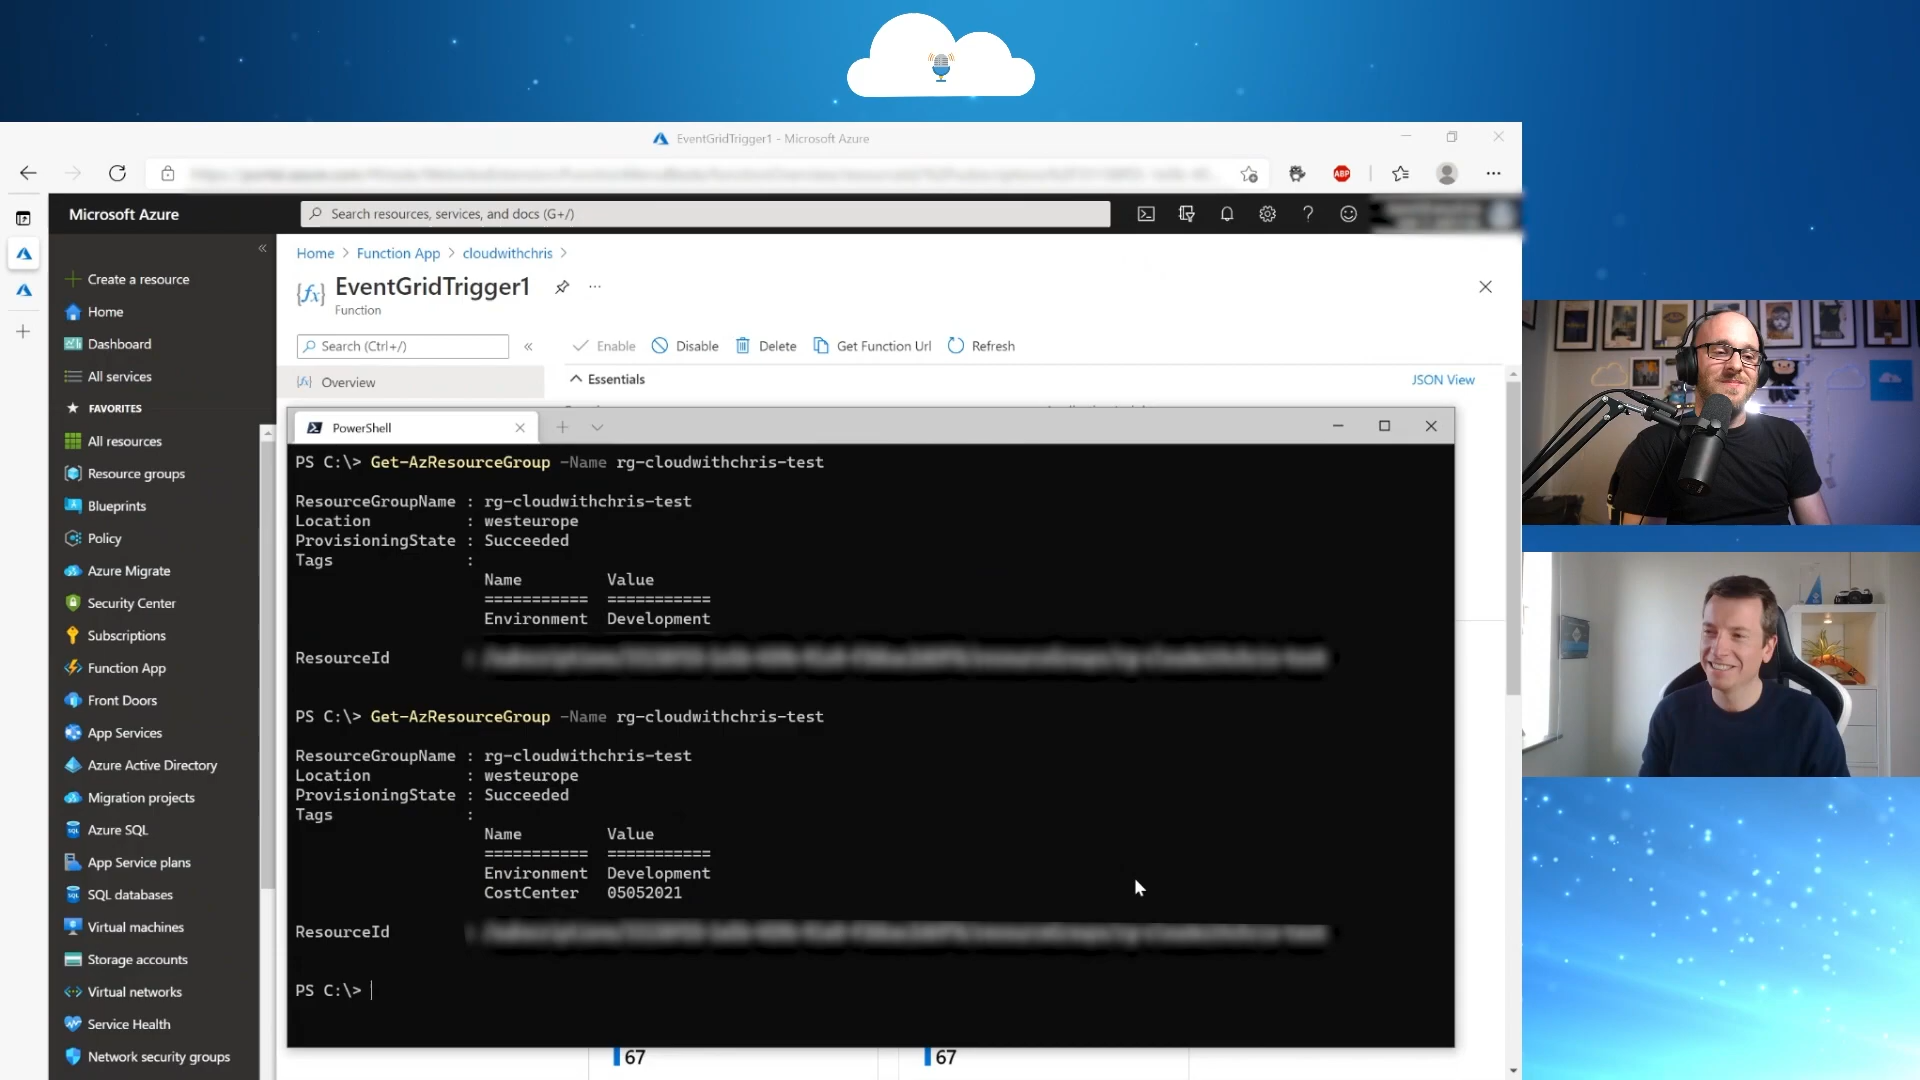 EventGridTrigger1 - Microsoft Azure
ABP
Microsoft Azure
Search resources, services, and docs (G+/)
Home > Function App > cloudwithchris >
EventGridTrigger1
Function
Search (Ctrl+/)
Enable Disable Delete Get Function Url Refresh
Overview
Essentials
JSON View
Create a resource
Home
Dashboard
All services
FAVORITES
All resources
Resource groups
Blueprints
Policy
Azure Migrate
Security Center
Subscriptions
Function App
Front Doors
App Services
Azure Active Directory
Migration projects
Azure SQL
App Service plans
SQL databases
Virtual machines
Storage accounts
Virtual networks
Service Health
Network security groups
PowerShell
PS C:\> Get-AzResourceGroup -Name rg-cloudwithchris-test
ResourceGroupName : rg-cloudwithchris-test
Location : westeurope
ProvisioningState : Succeeded
Tags :
Name Value
=========== ===========
Environment Development
ResourceId
PS C:\> Get-AzResourceGroup -Name rg-cloudwithchris-test
ResourceGroupName : rg-cloudwithchris-test
Location : westeurope
ProvisioningState : Succeeded
Tags :
Name Value
=========== ===========
Environment Development
CostCenter 05052021
ResourceId
PS C:\>
67 67